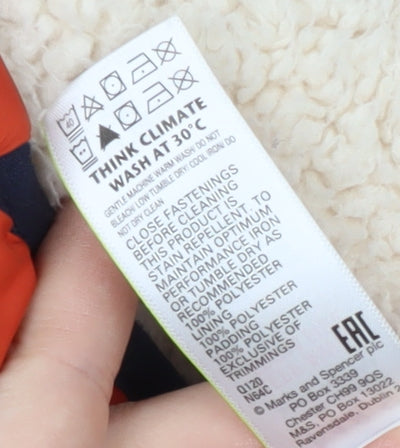 40
THINK CLIMATE
WASH AT 30°C
GENTLE MACHINE WARM WASH/ DO NOT
BLEACH/ LOW TUMBLE DRY/ COOL IRON/ DO
NOT DRY CLEAN
CLOSE FASTENINGS
BEFORE CLEANING
THIS PRODUCT IS
STAIN REPELLENT, TO
MAINTAIN OPTIMUM
PERFORMANCE IRON
OR TUMBLE DRY AS
RECOMMENDED
100% POLYESTER
LINING
100% POLYESTER
PADDING
100% POLYESTER
EXCLUSIVE OF
TRIMMINGS
Q120
N64C
EAC
© Marks and Spencer plc
PO Box 3339
Chester CH99 9QS
M&S, PO Box 13022
Ravensdale, Dublin 2